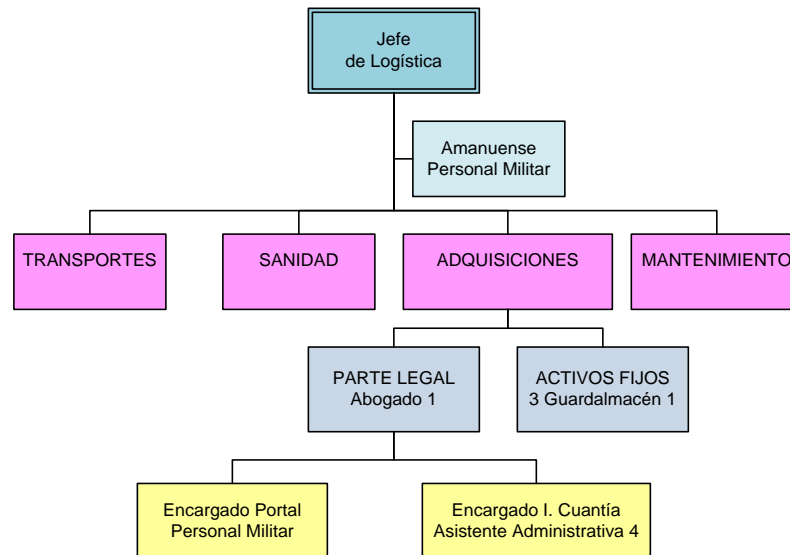 Jefe
de Logística
Amanuense
Personal Militar
TRANSPORTES
SANIDAD
ADQUISICIONES
MANTENIMIENTO
PARTE LEGAL
Abogado 1
ACTIVOS FIJOS
3 Guardalmacén 1
Encargado Portal
Personal Militar
Encargado I. Cuantía
Asistente Administrativa 4